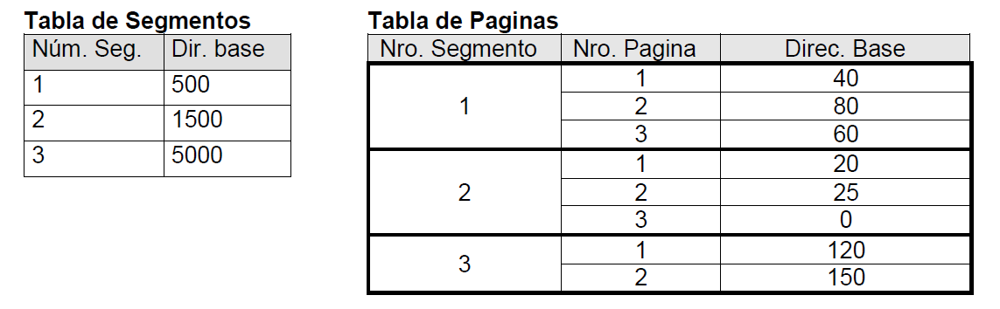 Tabla de Segmentos
Núm. Seg. Dir. base
1 500
2 1500
3 5000
Tabla de Paginas
Nro. Segmento Nro. Pagina Direc. Base
1 1 40
2 80
3 60
2 1 20
2 25
3 0
3 1 120
2 150